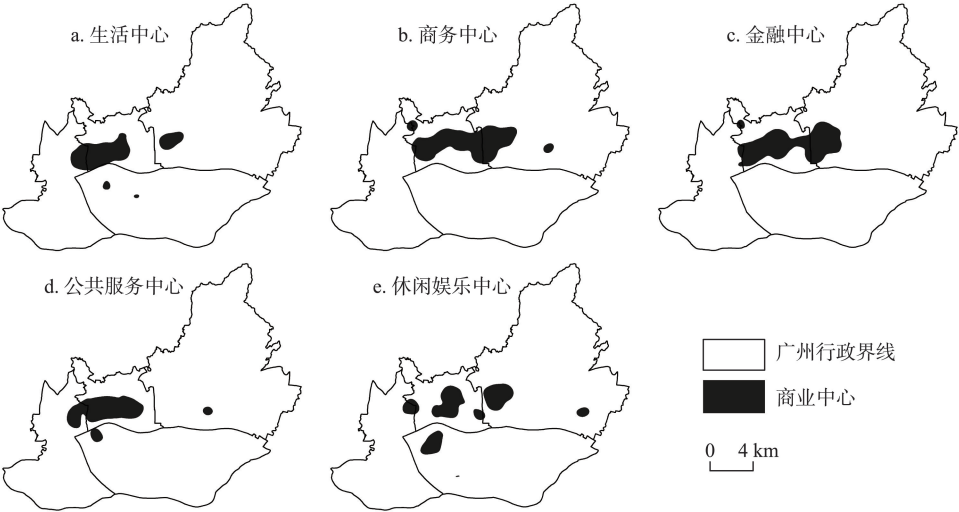 a. 生活中心
b. 商务中心
c. 金融中心
d. 公共服务中心
e. 休闲娱乐中心
广州行政界线
商业中心
0 4 km